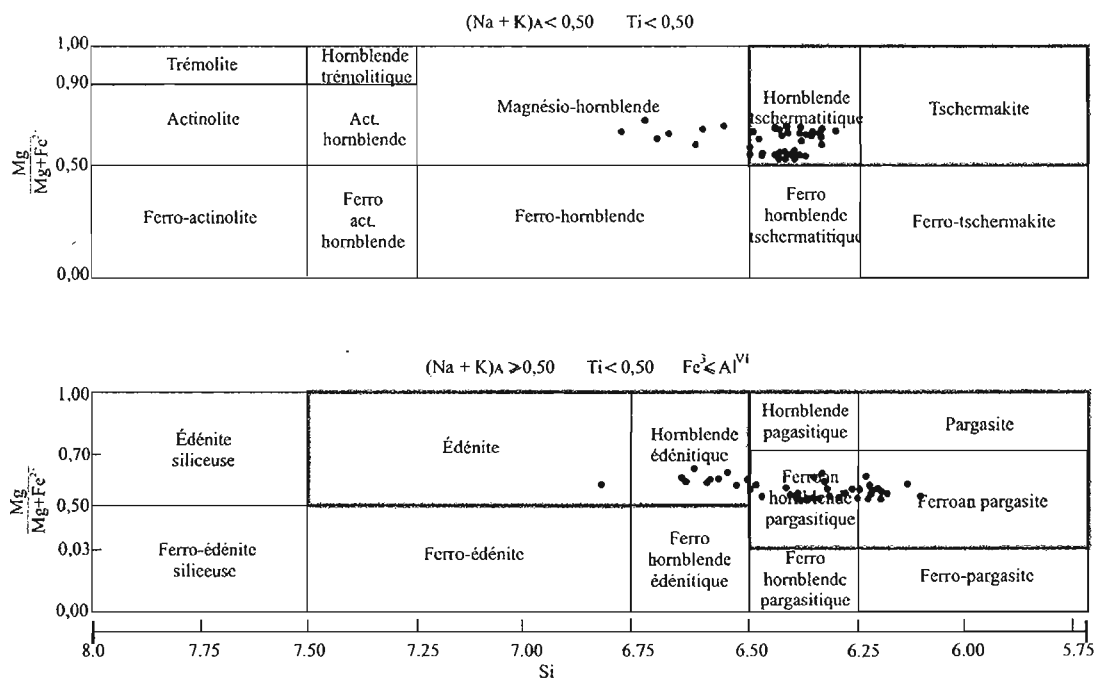 (Na + K)A < 0,50 Ti < 0,50
1,00
0,90
0,50
0,00
Mg
Mg+Fe2+
Trémolite
Hornblende
trémolitique
Actinolite
Act.
hornblende
Magnésio-hornblende
Hornblende
tschermatitique
Tschermakite
Ferro-actinolite
Ferro
act.
hornblende
Ferro-hornblende
Ferro
hornblende
tschermatitique
Ferro-tschermakite
(Na + K)A ⩾ 0,50 Ti < 0,50 Fe3 ⩽ AlVI
1,00
0,70
0,50
0,03
0,00
Mg
Mg+Fe2+
Édénite
siliceuse
Édénite
Hornblende
édénitique
Hornblende
pagasitique
Pargasite
Ferroan
hornblende
pargasitique
Ferroan pargasite
Ferro-édénite
siliceuse
Ferro-édénite
Ferro
hornblende
édénitique
Ferro
hornblende
pargasitique
Ferro-pargasite
8.0 7.75 7.50 7.25 7.00 6.75 6.50 6.25 6.00 5.75
Si